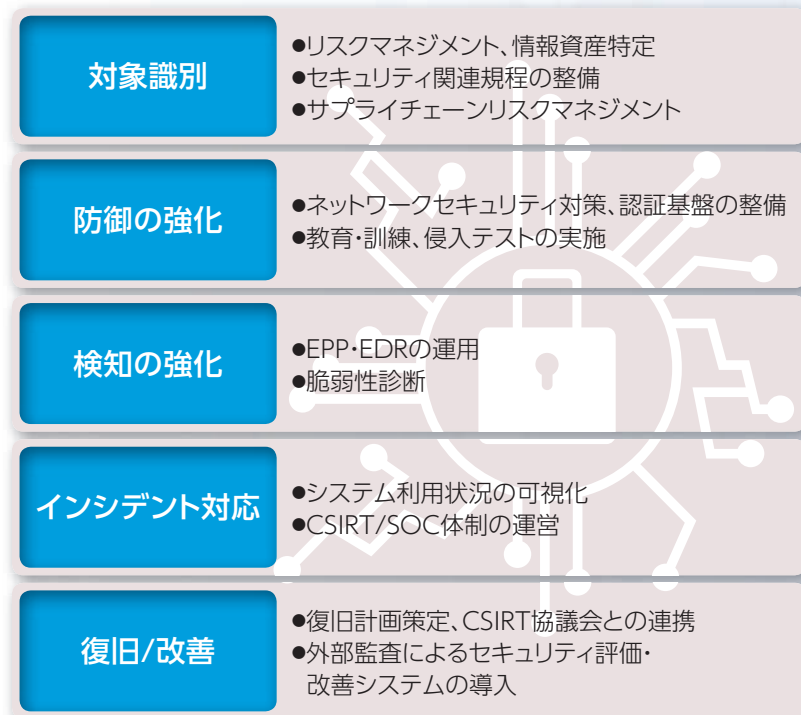 対象識別
●リスクマネジメント、情報資産特定
●セキュリティ関連規程の整備
●サプライチェーンリスクマネジメント
防御の強化
●ネットワークセキュリティ対策、認証基盤の整備
●教育・訓練、侵入テストの実施
検知の強化
●EPP・EDRの運用
●脆弱性診断
インシデント対応
●システム利用状況の可視化
●CSIRT/SOC体制の運営
復旧/改善
●復旧計画策定、CSIRT協議会との連携
●外部監査によるセキュリティ評価・
改善システムの導入